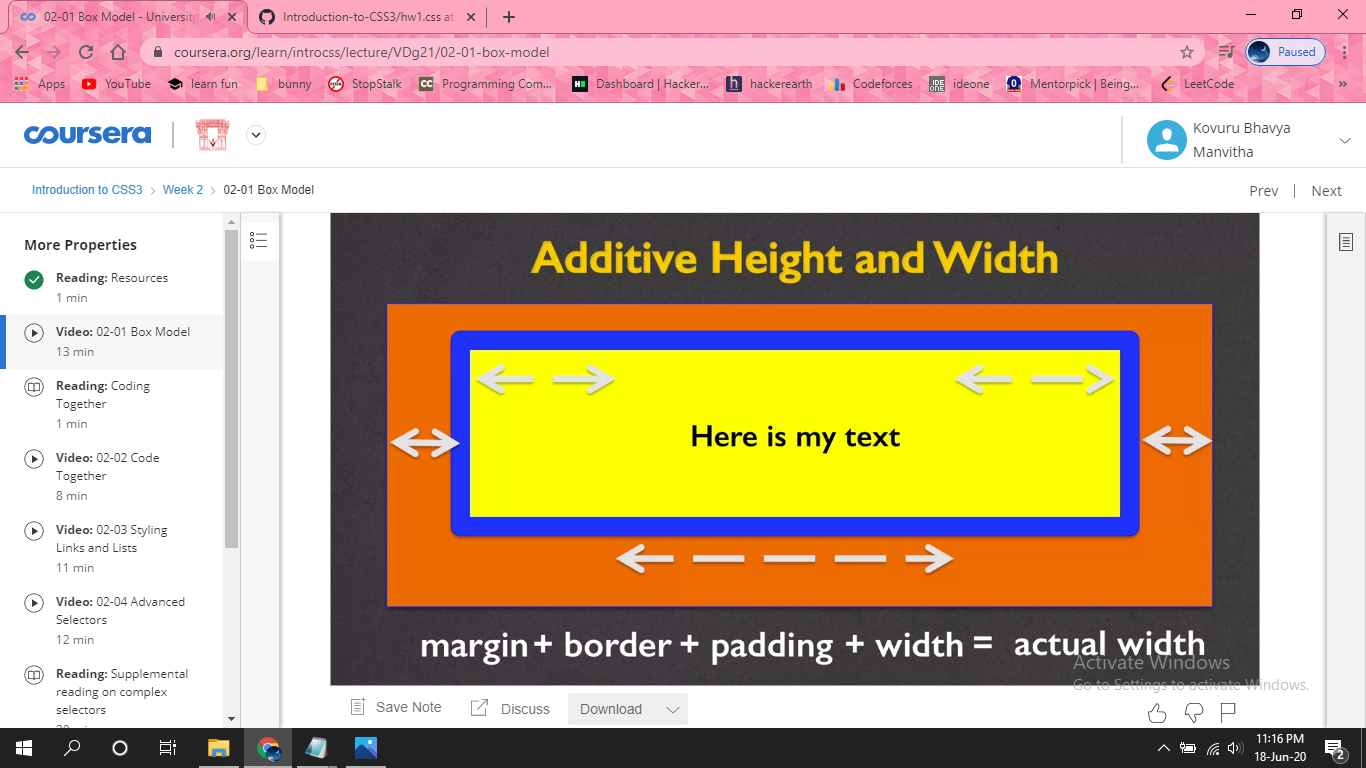 02-01 Box Model - University
Introduction-to-CSS3/hw1.css at
coursera.org/learn/introcss/lecture/VDg21/02-01-box-model
Paused
Apps YouTube learn fun bunny StopStalk CC Programming Com... H Dashboard | Hacker... h hackerearth Codeforces IDE ONE ideone Mentorpick | Being... LeetCode »
coursera
Kovuru Bhavya
Manvitha
Introduction to CSS3 > Week 2 > 02-01 Box Model
Prev | Next
More Properties
Reading: Resources
1 min
Video: 02-01 Box Model
13 min
Reading: Coding
Together
1 min
Video: 02-02 Code
Together
8 min
Video: 02-03 Styling
Links and Lists
11 min
Video: 02-04 Advanced
Selectors
12 min
Reading: Supplemental
reading on complex
selectors
Additive Height and Width
Here is my text
margin + border + padding + width = actual width
Activate Windows
Go to Settings to activate Windows.
Save Note Discuss Download
11:16 PM
18-Jun-20
2